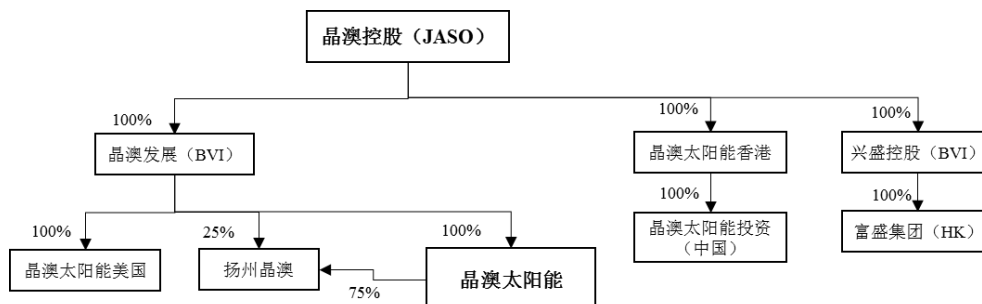 晶澳控股（JASO）
100%
100%
100%
晶澳发展（BVI）
晶澳太阳能香港
兴盛控股（BVI）
100%
100%
100%
25%
100%
晶澳太阳能投资
（中国）
富盛集团（HK）
晶澳太阳能美国
扬州晶澳
晶澳太阳能
75%